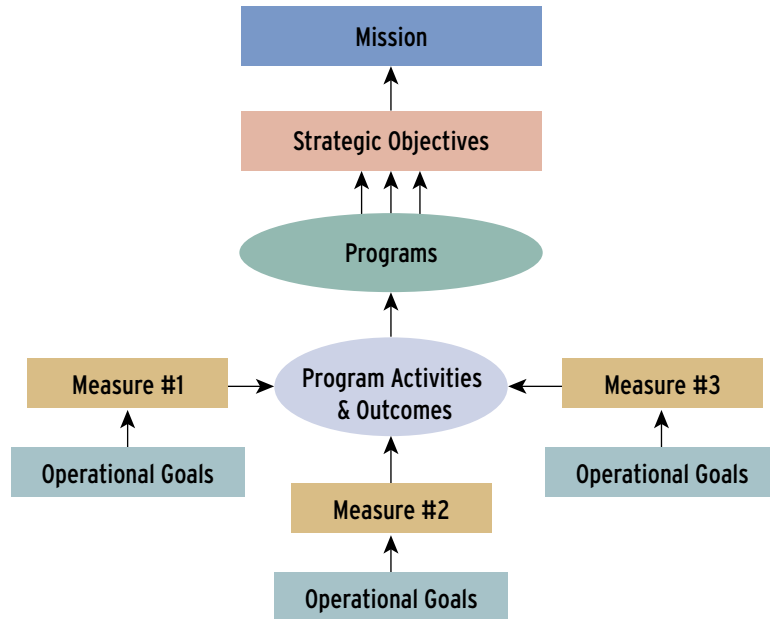 Mission
Strategic Objectives
Programs
Program Activities
& Outcomes
Measure #1
Measure #3
Operational Goals
Operational Goals
Measure #2
Operational Goals